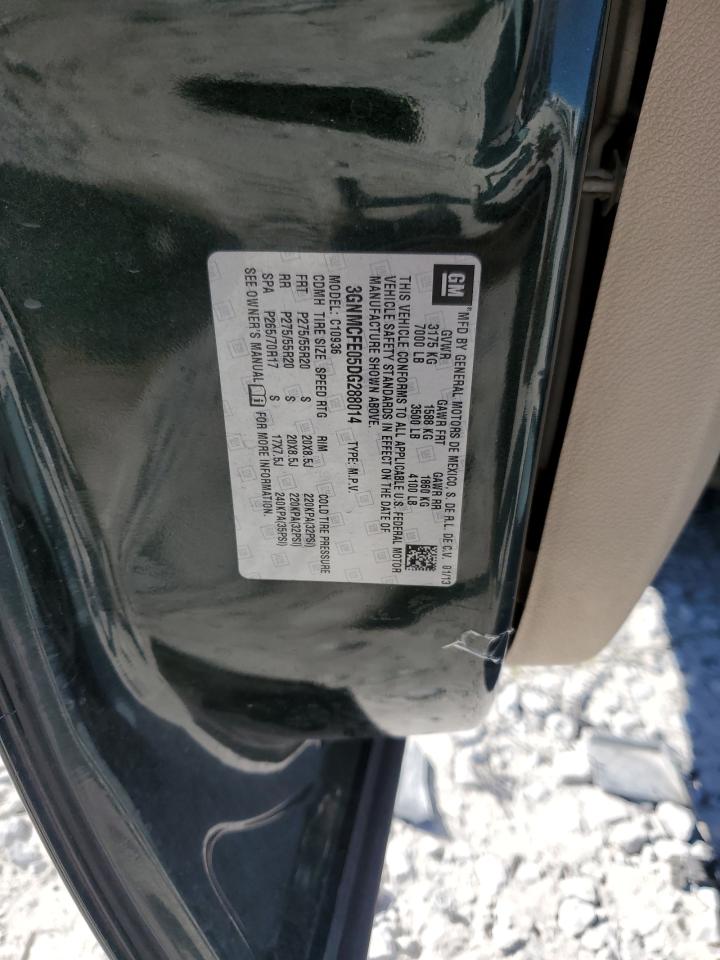 GM
® MFD BY GENERAL MOTORS DE MEXICO, S. DE R.L. DE C.V. 01/13
GVWR GAWR FRT GAWR RR
3175 KG 1588 KG 1860 KG
7000 LB 3500 LB 4100 LB
THIS VEHICLE CONFORMS TO ALL APPLICABLE U.S. FEDERAL MOTOR
VEHICLE SAFETY STANDARDS IN EFFECT ON THE DATE OF
MANUFACTURE SHOWN ABOVE.
3GNMCFE05DG288014 TYPE: M.P.V.
MODEL: C10936
CDMH TIRE SIZE SPEED RTG RIM COLD TIRE PRESSURE
FRT P275/55R20 S 20X8.5J 220KPA(32PSI)
RR P275/55R20 S 20X8.5J 220KPA(32PSI)
SPA P265/70R17 S 17X7.5J 240KPA(35PSI)
SEE OWNER'S MANUAL FOR MORE INFORMATION.